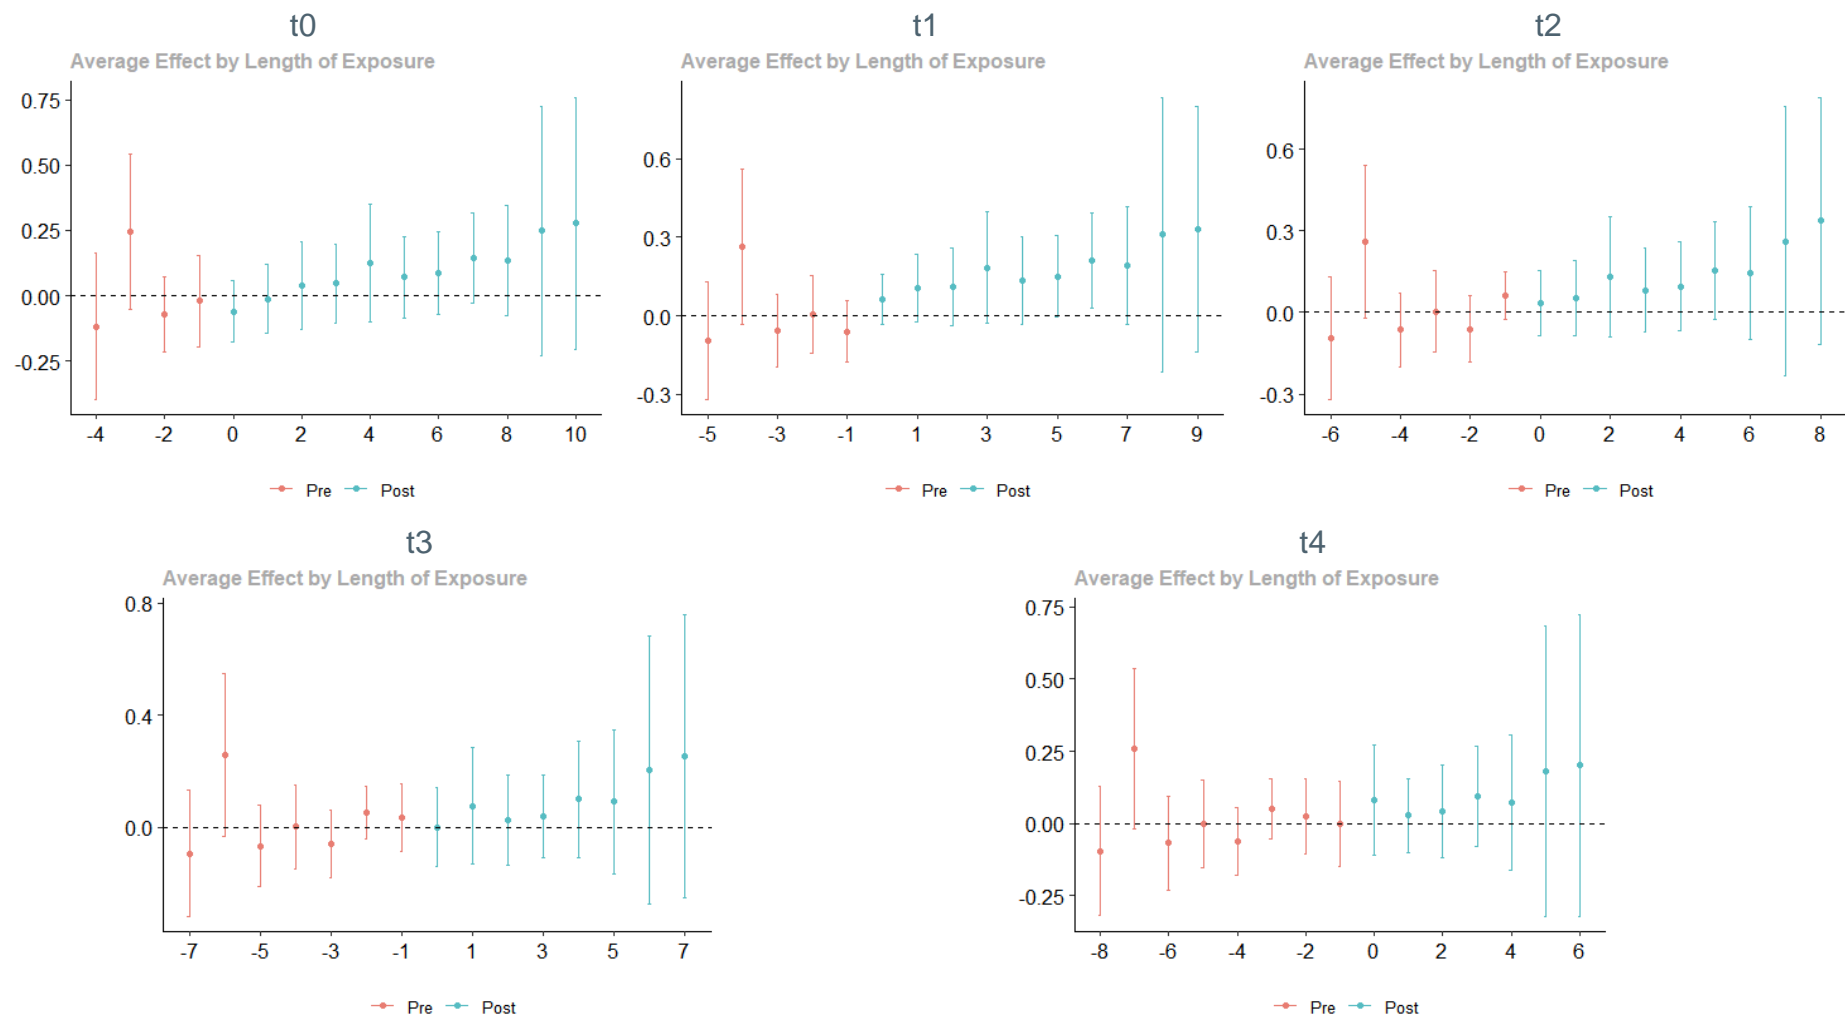 t0
Average Effect by Length of Exposure
0.75
0.50
0.25
0.00
-0.25
-4 -2 0 2 4 6 8 10
Pre Post
t1
Average Effect by Length of Exposure
0.6
0.3
0.0
-0.3
-5 -3 -1 1 3 5 7 9
Pre Post
t2
Average Effect by Length of Exposure
0.6
0.3
0.0
-0.3
-6 -4 -2 0 2 4 6 8
Pre Post
t3
Average Effect by Length of Exposure
0.8
0.4
0.0
-7 -5 -3 -1 1 3 5 7
Pre Post
t4
Average Effect by Length of Exposure
0.75
0.50
0.25
0.00
-0.25
-8 -6 -4 -2 0 2 4 6
Pre Post